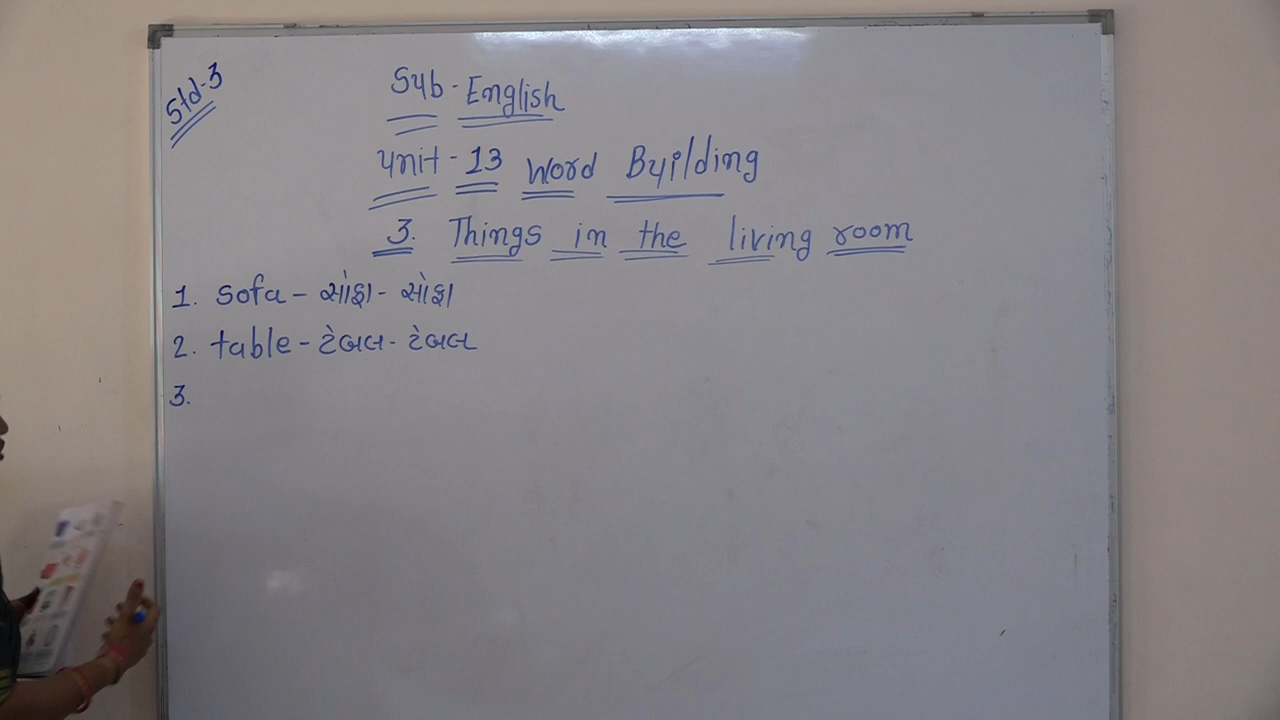 Std-3
Sub - English
Unit - 13 Word Building
3. Things in the living room
1. sofa - સોફા - સોફા
2. table - ટેબલ - ટેબલ
3.